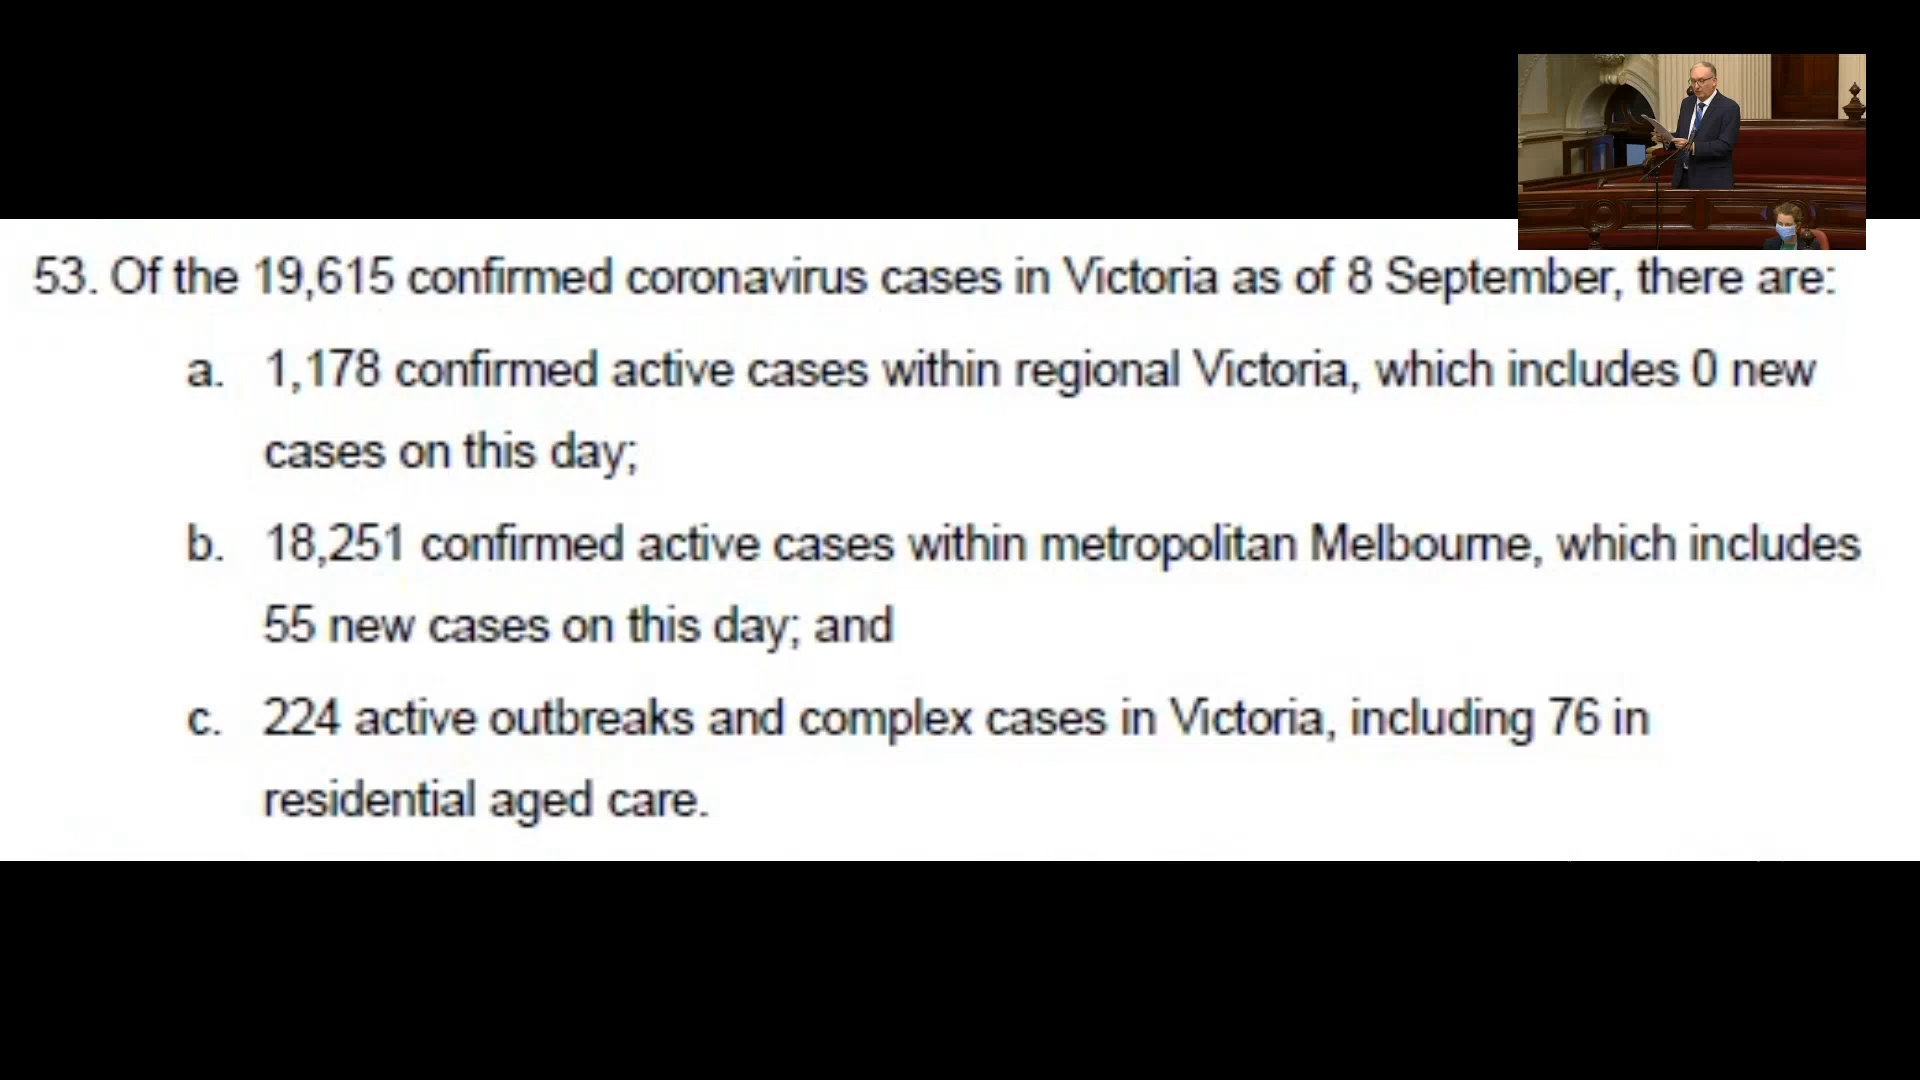 53. Of the 19,615 confirmed coronavirus cases in Victoria as of 8 September, there are:
a. 1,178 confirmed active cases within regional Victoria, which includes 0 new
cases on this day;
b. 18,251 confirmed active cases within metropolitan Melbourne, which includes
55 new cases on this day; and
c. 224 active outbreaks and complex cases in Victoria, including 76 in
residential aged care.